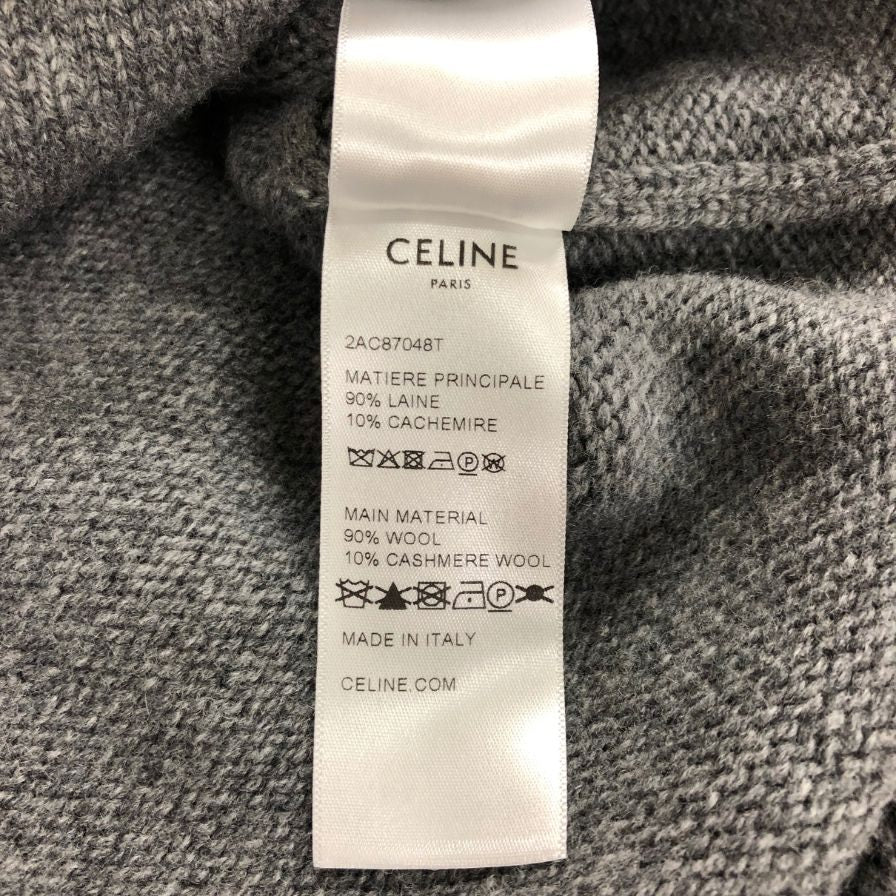 CELINE
PARIS
2AC87048T
MATIERE PRINCIPALE
90% LAINE
10% CACHEMIRE
MAIN MATERIAL
90% WOOL
10% CASHMERE WOOL
MADE IN ITALY
CELINE.COM